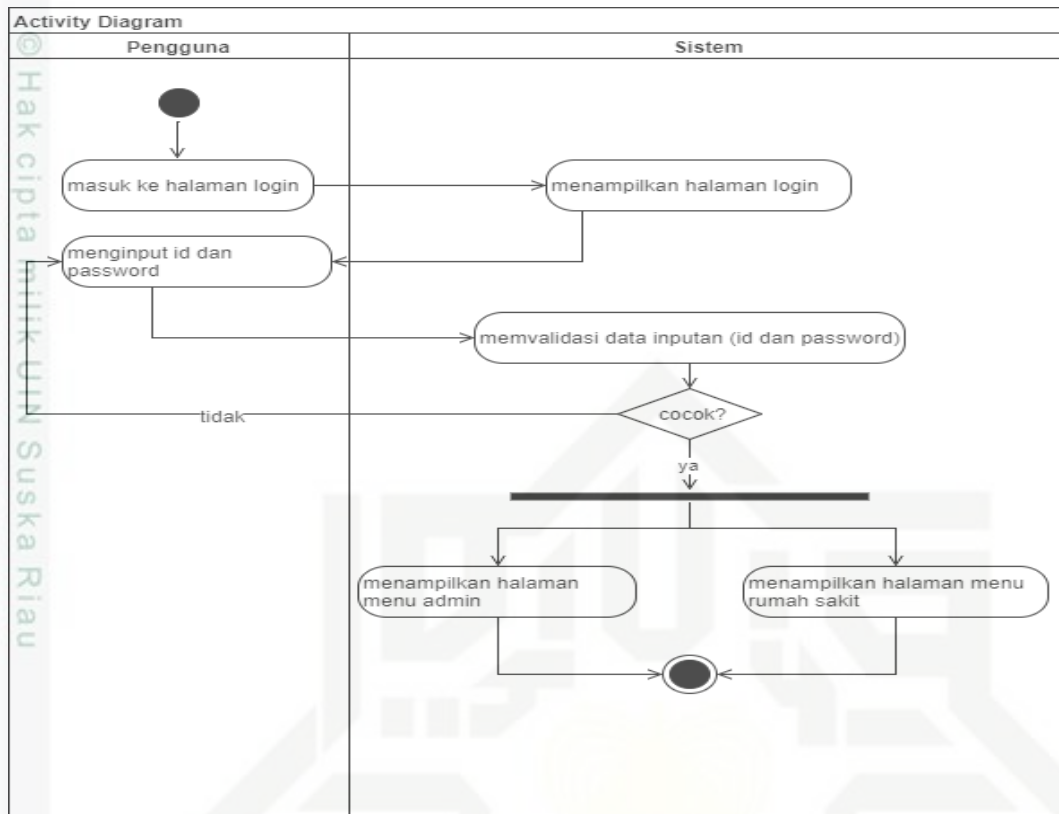 Activity Diagram
Pengguna
Sistem
masuk ke halaman login
menampilkan halaman login
menginput id dan
password
memvalidasi data inputan (id dan password)
cocok?
tidak
ya
menampilkan halaman
menu admin
menampilkan halaman menu
rumah sakit
© Hak cipta milik UIN Suska Riau